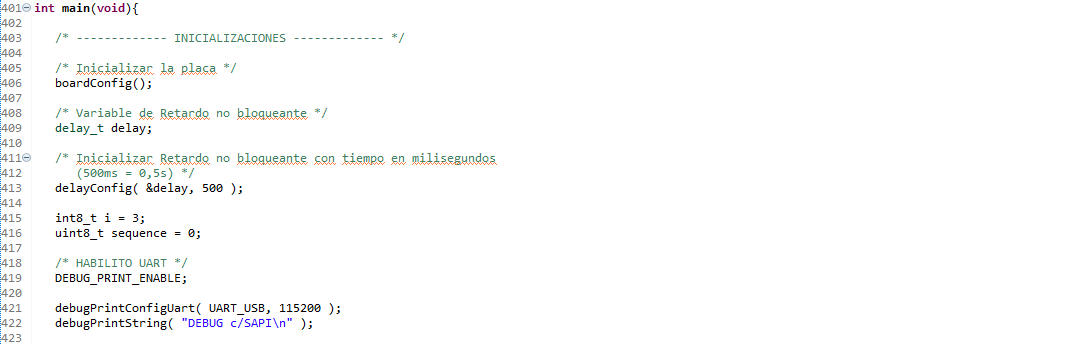 401 int main(void){
402
403 /* ------------- INICIALIZACIONES ------------- */
404
405 /* Inicializar la placa */
406 boardConfig();
407
408 /* Variable de Retardo no bloqueante */
409 delay_t delay;
410
411 /* Inicializar Retardo no bloqueante con tiempo en milisegundos
412 (500ms = 0,5s) */
413 delayConfig( &delay, 500 );
414
415 int8_t i = 3;
416 uint8_t sequence = 0;
417
418 /* HABILITO UART */
419 DEBUG_PRINT_ENABLE;
420
421 debugPrintConfigUart( UART_USB, 115200 );
422 debugPrintString( "DEBUG c/SAPI\n" );
423